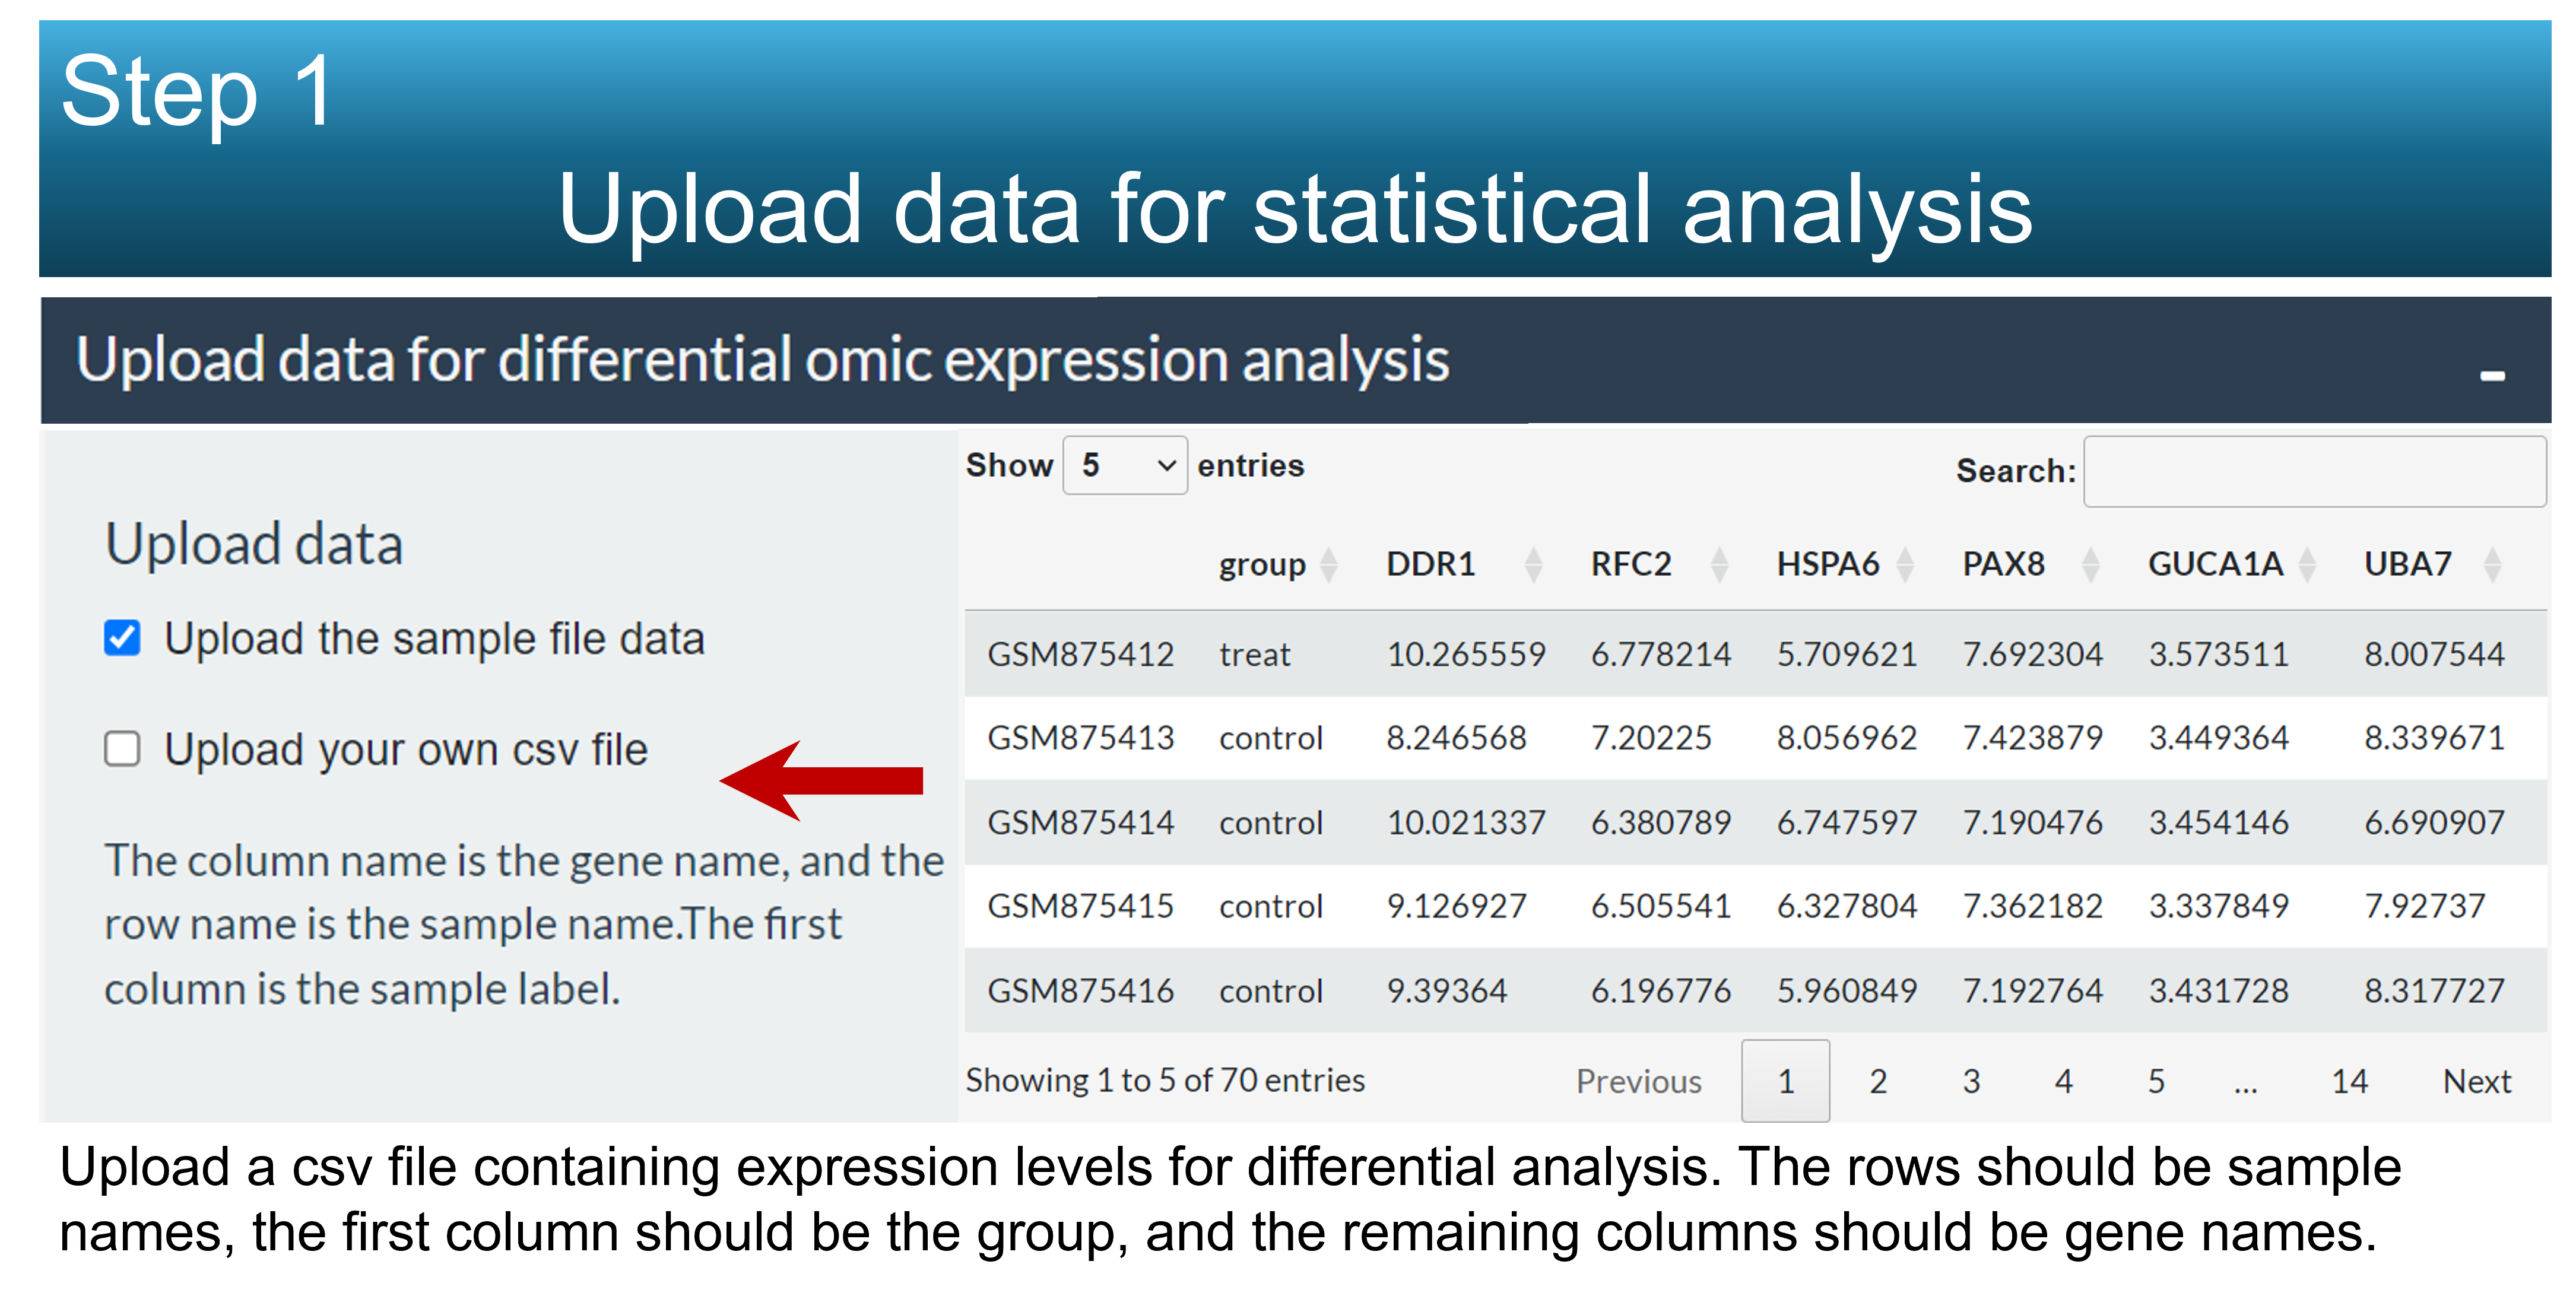 Step 1
Upload data for statistical analysis
Upload data for differential omic expression analysis -
Upload data
Upload the sample file data
Upload your own csv file
The column name is the gene name, and the
row name is the sample name.The first
column is the sample label.
Show 5 entries
Search:
group DDR1 RFC2 HSPA6 PAX8 GUCA1A UBA7
GSM875412 treat 10.265559 6.778214 5.709621 7.692304 3.573511 8.007544
GSM875413 control 8.246568 7.20225 8.056962 7.423879 3.449364 8.339671
GSM875414 control 10.021337 6.380789 6.747597 7.190476 3.454146 6.690907
GSM875415 control 9.126927 6.505541 6.327804 7.362182 3.337849 7.92737
GSM875416 control 9.39364 6.196776 5.960849 7.192764 3.431728 8.317727
Showing 1 to 5 of 70 entries
Previous 1 2 3 4 5 ... 14 Next
Upload a csv file containing expression levels for differential analysis. The rows should be sample
names, the first column should be the group, and the remaining columns should be gene names.